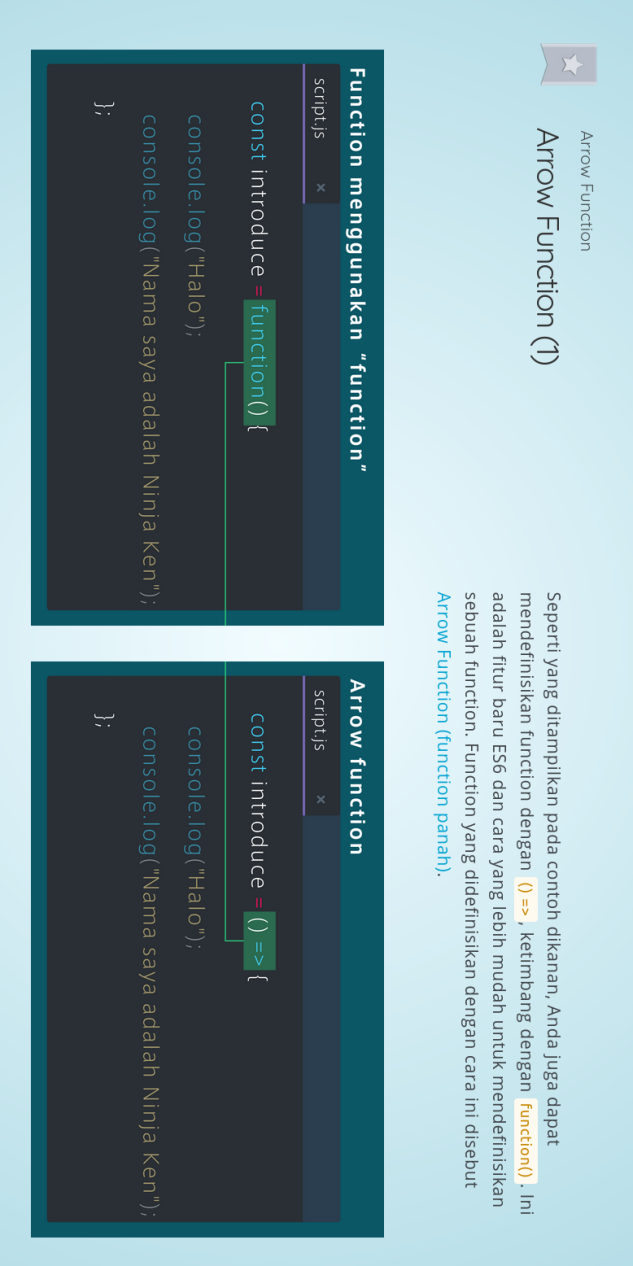 Arrow Function
Arrow Function (1)
Seperti yang ditampilkan pada contoh dikanan, Anda juga dapat
mendefinisikan function dengan () => , ketimbang dengan function() . Ini
adalah fitur baru ES6 dan cara yang lebih mudah untuk mendefinisikan
sebuah function. Function yang didefinisikan dengan cara ini disebut
Arrow Function (function panah).
Function menggunakan "function"
script.js ×
const introduce = function() {
console.log("Halo");
console.log("Nama saya adalah Ninja Ken");
};
Arrow function
script.js ×
const introduce = () => {
console.log("Halo");
console.log("Nama saya adalah Ninja Ken");
};